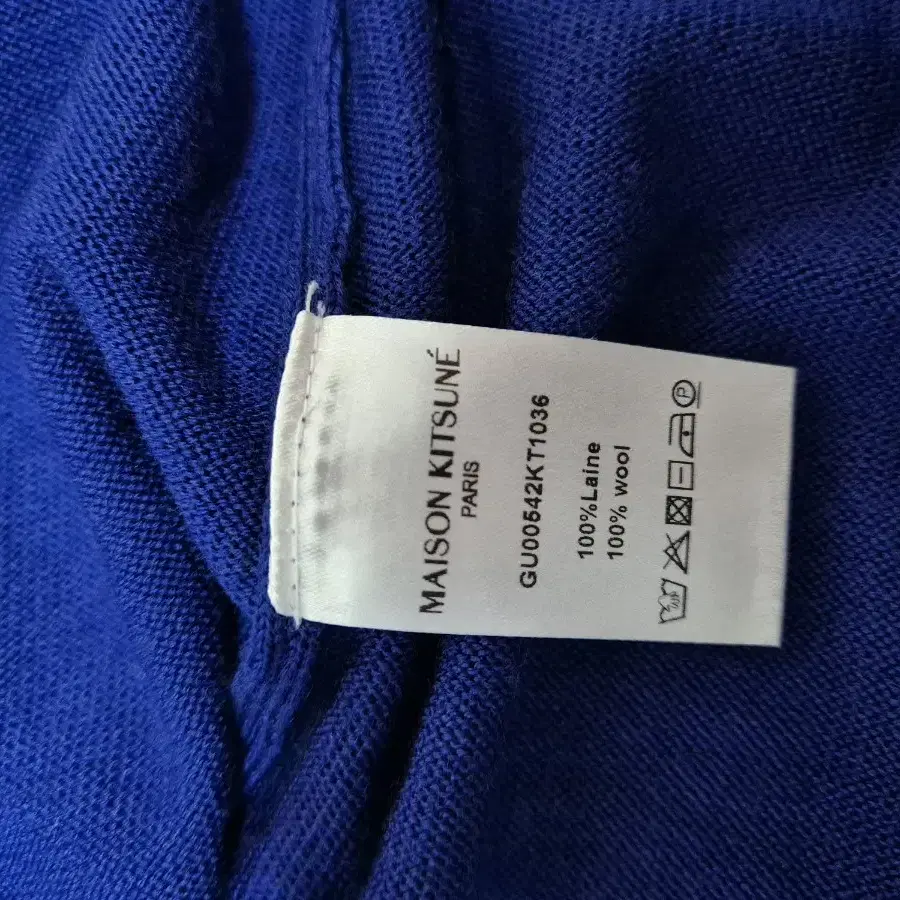 MAISON KITSUNÉ
PARIS
GU00542KT1036
100%Laine
100% wool
P